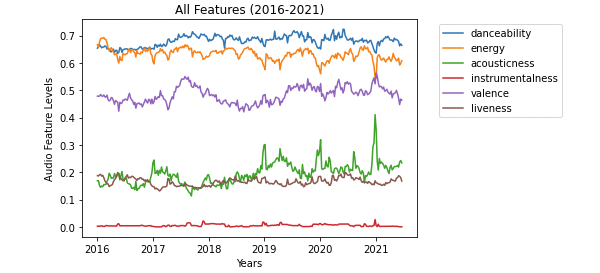 All Features (2016-2021)
Audio Feature Levels
0.7
0.6
0.5
0.4
0.3
0.2
0.1
0.0
2016 2017 2018 2019 2020 2021
Years
danceability
energy
acousticness
instrumentalness
valence
liveness